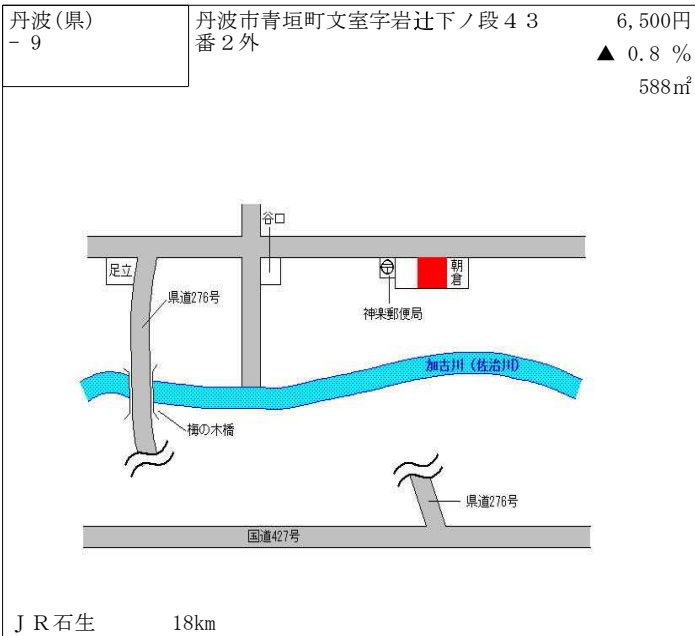 丹波(県)
- 9
丹波市青垣町文室字岩辻下ノ段４３
番２外
6,500円
▲ 0.8 %
588㎡
谷口
足立
朝倉
県道276号
神楽郵便局
加古川（佐治川）
梅の木橋
県道276号
国道427号
ＪＲ石生 18km